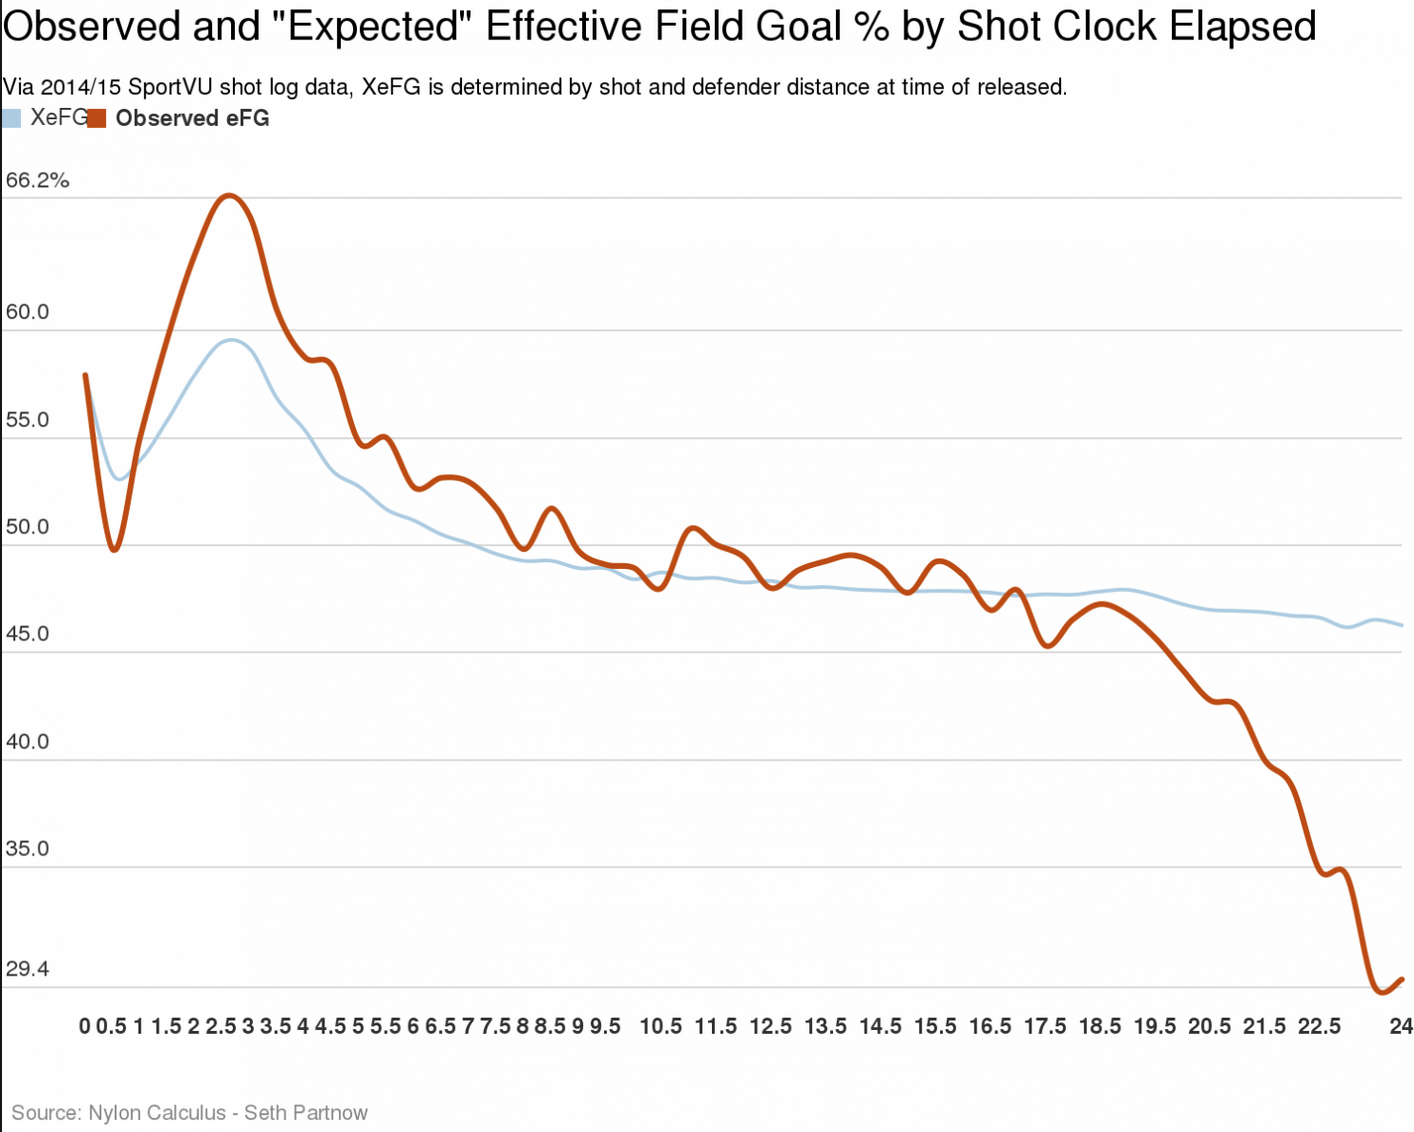 Observed and "Expected" Effective Field Goal % by Shot Clock Elapsed
Via 2014/15 SportVU shot log data, XeFG is determined by shot and defender distance at time of released.
XeFG Observed eFG
66.2%
60.0
55.0
50.0
45.0
40.0
35.0
29.4
0 0.5 1 1.5 2 2.5 3 3.5 4 4.5 5 5.5 6 6.5 7 7.5 8 8.5 9 9.5 10.5 11.5 12.5 13.5 14.5 15.5 16.5 17.5 18.5 19.5 20.5 21.5 22.5 24
Source: Nylon Calculus - Seth Partnow